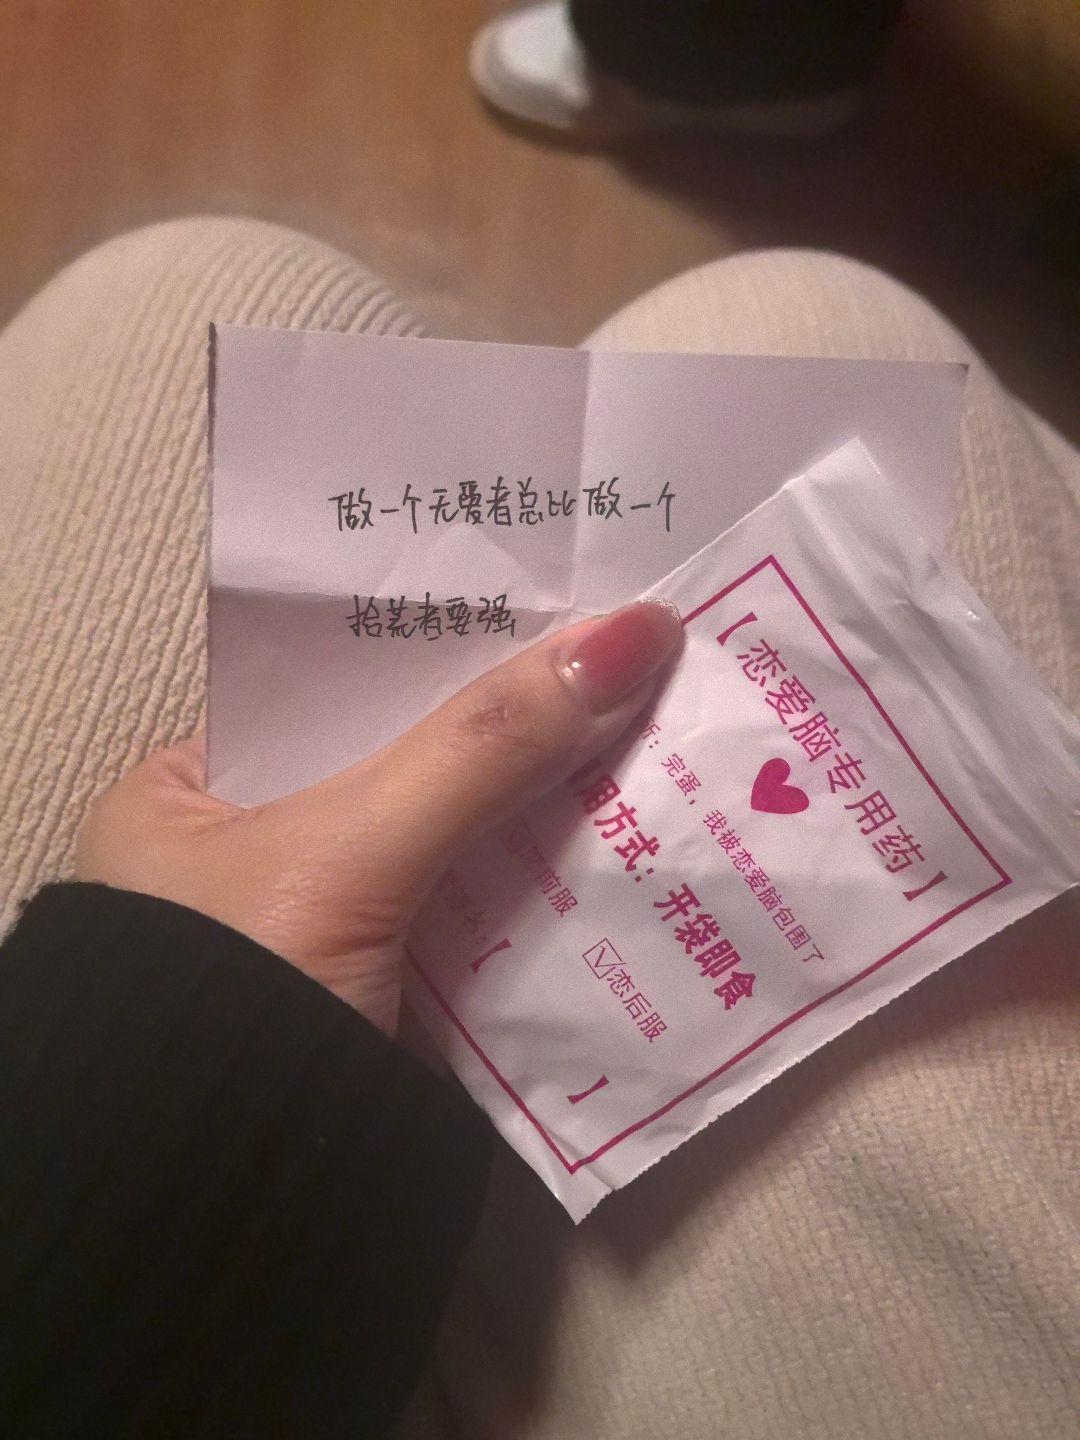 做一个无爱者总比做一个
拾荒者要强
【恋爱脑专用药】
：完蛋，我被恋爱脑包围了
用方式：开袋即食
前服
恋后服
名：【 】